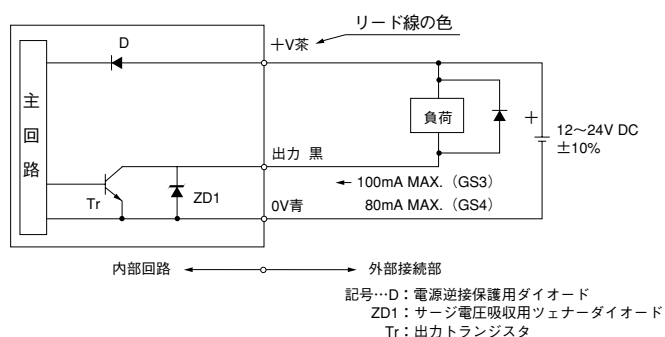 リード線の色
D
＋V茶
主回路
負荷
＋
12～24V DC
±10%
出力 黒
100mA MAX.（GS3）
80mA MAX.（GS4）
Tr
ZD1
0V青
内部回路
外部接続部
記号…D：電源逆接保護用ダイオード
ZD1：サージ電圧吸収用ツェナーダイオード
Tr：出力トランジスタ